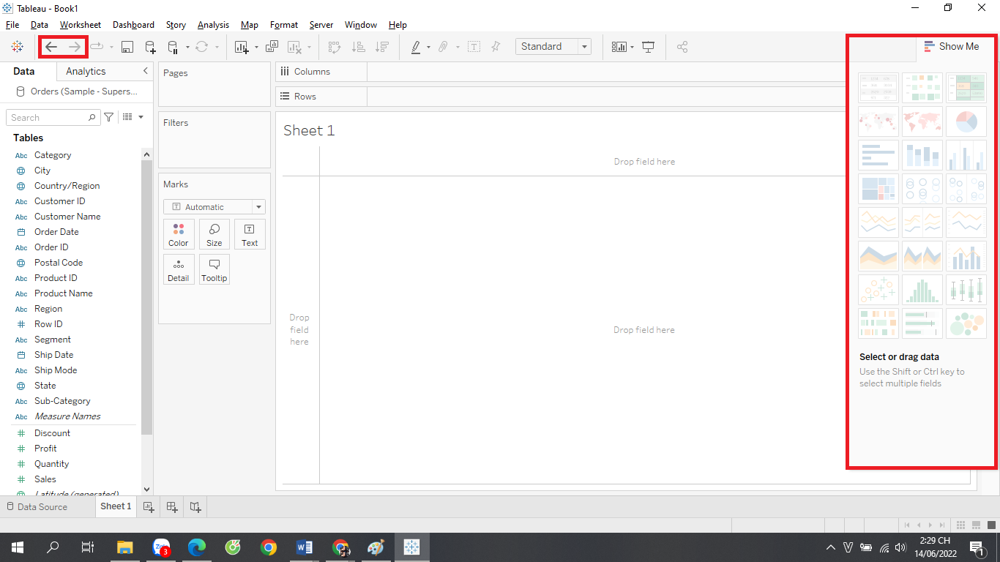 Tableau - Book1
File Data Worksheet Dashboard Story Analysis Map Format Server Window Help
Standard
Show Me
Data Analytics
Orders (Sample - Supers...
Search
Tables
Abc Category
City
Country/Region
Abc Customer ID
Abc Customer Name
Order Date
Abc Order ID
Postal Code
Abc Product ID
Abc Product Name
Abc Region
Row ID
Abc Segment
Ship Date
Abc Ship Mode
State
Abc Sub-Category
Abc Measure Names
Discount
Profit
Quantity
Sales
Latitude (generated)
Pages
Filters
Marks
Automatic
Color Size Text
Detail Tooltip
Columns
Rows
Sheet 1
Drop field here
Drop
field
here
Drop field here
Select or drag data
Use the Shift or Ctrl key to
select multiple fields
Data Source Sheet 1
3
2:29 CH
14/06/2022
1